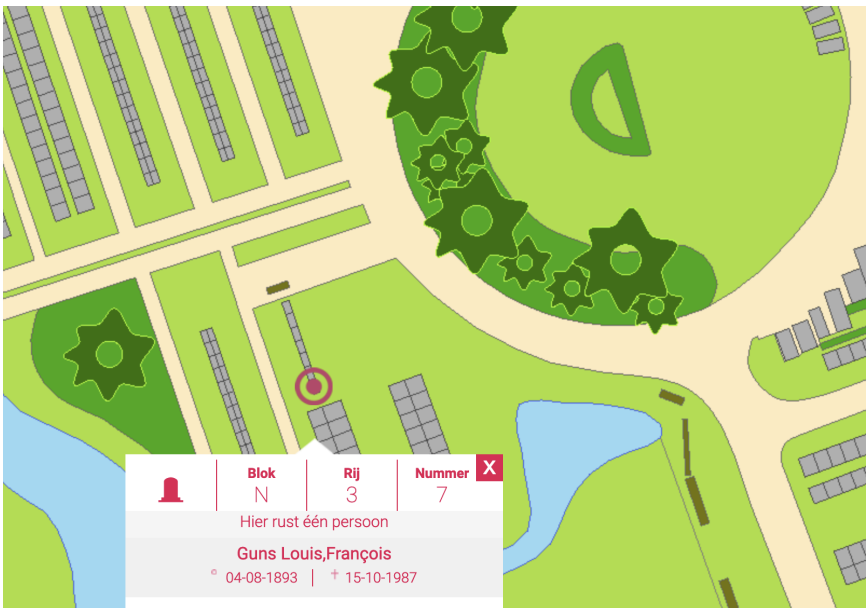 X
Blok Rij Nummer
N 3 7
Hier rust één persoon
Guns Louis,François
° 04-08-1893 | † 15-10-1987